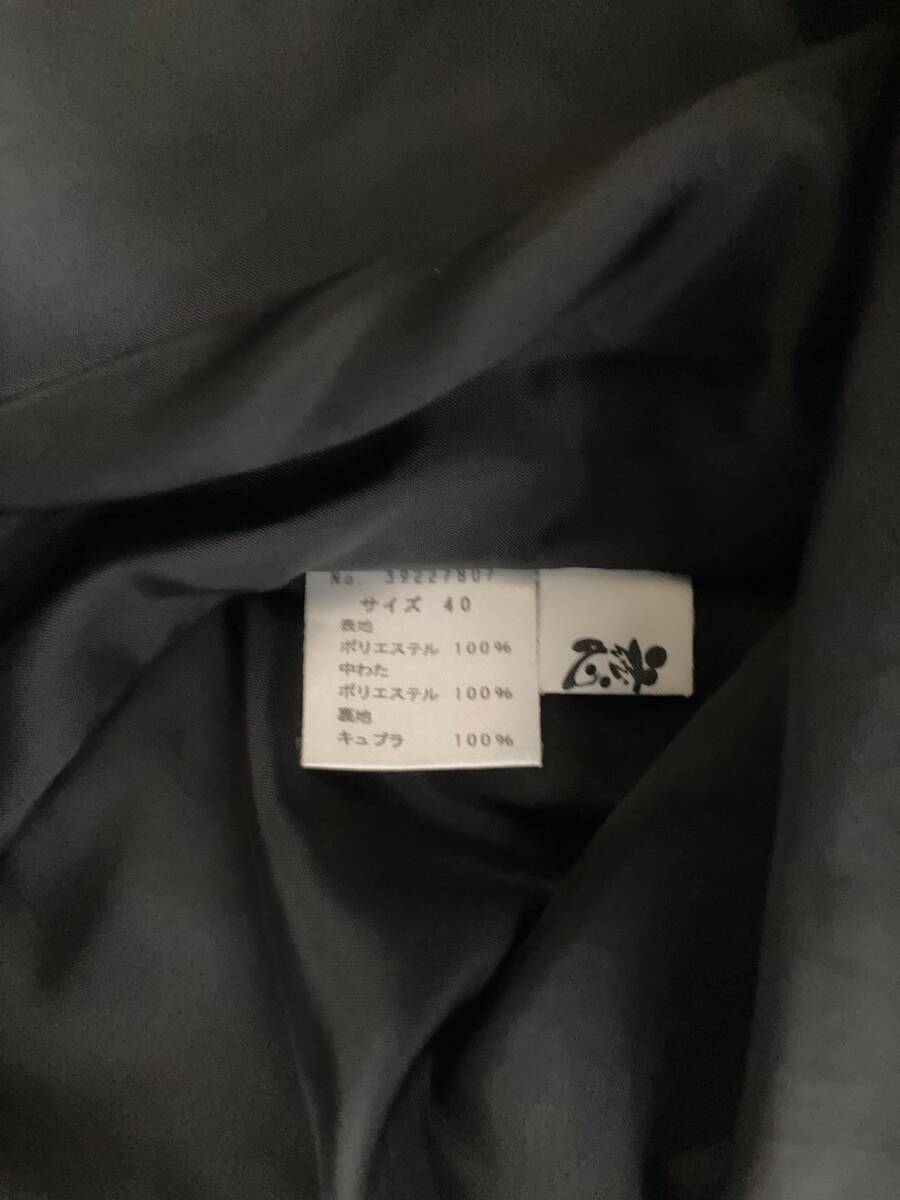 No. 39227807
サイズ 40
表地
ポリエステル 100%
中わた
ポリエステル 100%
裏地
キュプラ 100%